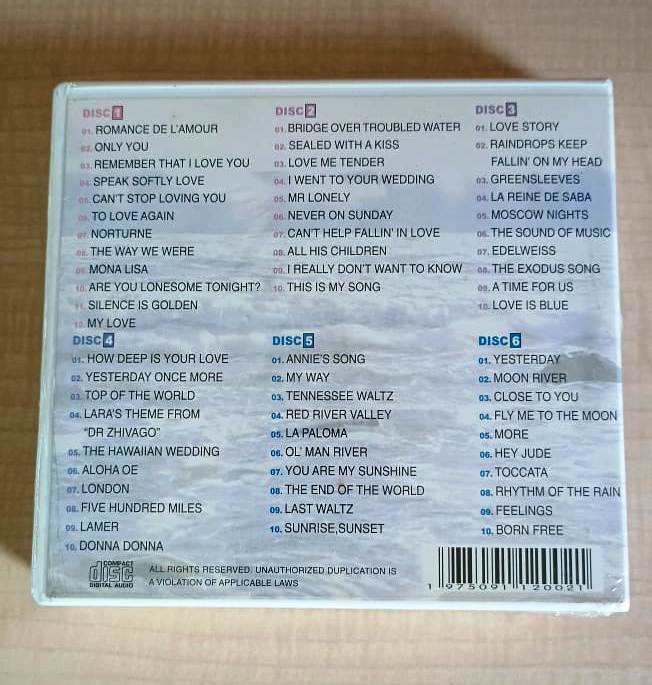 DISC 1
01. ROMANCE DE L'AMOUR
02. ONLY YOU
03. REMEMBER THAT I LOVE YOU
04. SPEAK SOFTLY LOVE
05. CAN'T STOP LOVING YOU
06. TO LOVE AGAIN
07. NORTURNE
08. THE WAY WE WERE
09. MONA LISA
10. ARE YOU LONESOME TONIGHT?
11. SILENCE IS GOLDEN
12. MY LOVE
DISC 2
01. BRIDGE OVER TROUBLED WATER
02. SEALED WITH A KISS
03. LOVE ME TENDER
04. I WENT TO YOUR WEDDING
05. MR LONELY
06. NEVER ON SUNDAY
07. CAN'T HELP FALLIN' IN LOVE
08. ALL HIS CHILDREN
09. I REALLY DON'T WANT TO KNOW
10. THIS IS MY SONG
DISC 3
01. LOVE STORY
02. RAINDROPS KEEP
FALLIN' ON MY HEAD
03. GREENSLEEVES
04. LA REINE DE SABA
05. MOSCOW NIGHTS
06. THE SOUND OF MUSIC
07. EDELWEISS
08. THE EXODUS SONG
09. A TIME FOR US
10. LOVE IS BLUE
DISC 4
01. HOW DEEP IS YOUR LOVE
02. YESTERDAY ONCE MORE
03. TOP OF THE WORLD
04. LARA'S THEME FROM
"DR ZHIVAGO"
05. THE HAWAIIAN WEDDING
06. ALOHA OE
07. LONDON
08. FIVE HUNDRED MILES
09. LAMER
10. DONNA DONNA
DISC 5
01. ANNIE'S SONG
02. MY WAY
03. TENNESSEE WALTZ
04. RED RIVER VALLEY
05. LA PALOMA
06. OL' MAN RIVER
07. YOU ARE MY SUNSHINE
08. THE END OF THE WORLD
09. LAST WALTZ
10. SUNRISE,SUNSET
DISC 6
01. YESTERDAY
02. MOON RIVER
03. CLOSE TO YOU
04. FLY ME TO THE MOON
05. MORE
06. HEY JUDE
07. TOCCATA
08. RHYTHM OF THE RAIN
09. FEELINGS
10. BORN FREE
COMPACT
disc
DIGITAL AUDIO
ALL RIGHTS RESERVED. UNAUTHORIZED DUPLICATION IS
A VIOLATION OF APPLICABLE LAWS
1 975091 120021